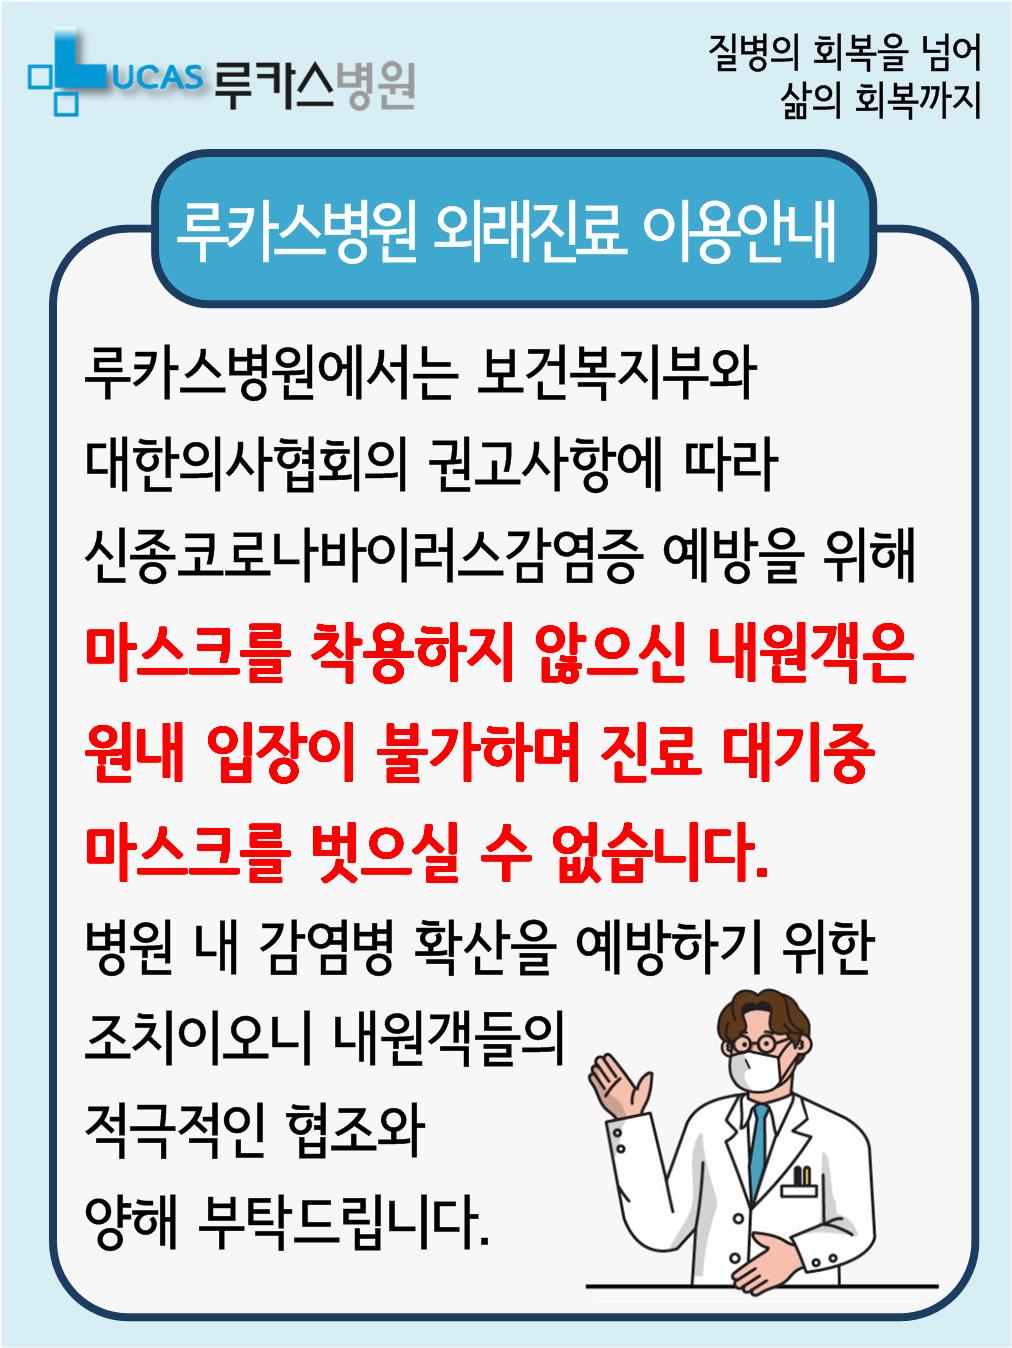 LUCAS 루카스병원
질병의 회복을 넘어
삶의 회복까지
루카스병원 외래진료 이용안내
루카스병원에서는 보건복지부와
대한의사협회의 권고사항에 따라
신종코로나바이러스감염증 예방을 위해
마스크를 착용하지 않으신 내원객은
원내 입장이 불가하며 진료 대기중
마스크를 벗으실 수 없습니다.
병원 내 감염병 확산을 예방하기 위한
조치이오니 내원객들의
적극적인 협조와
양해 부탁드립니다.